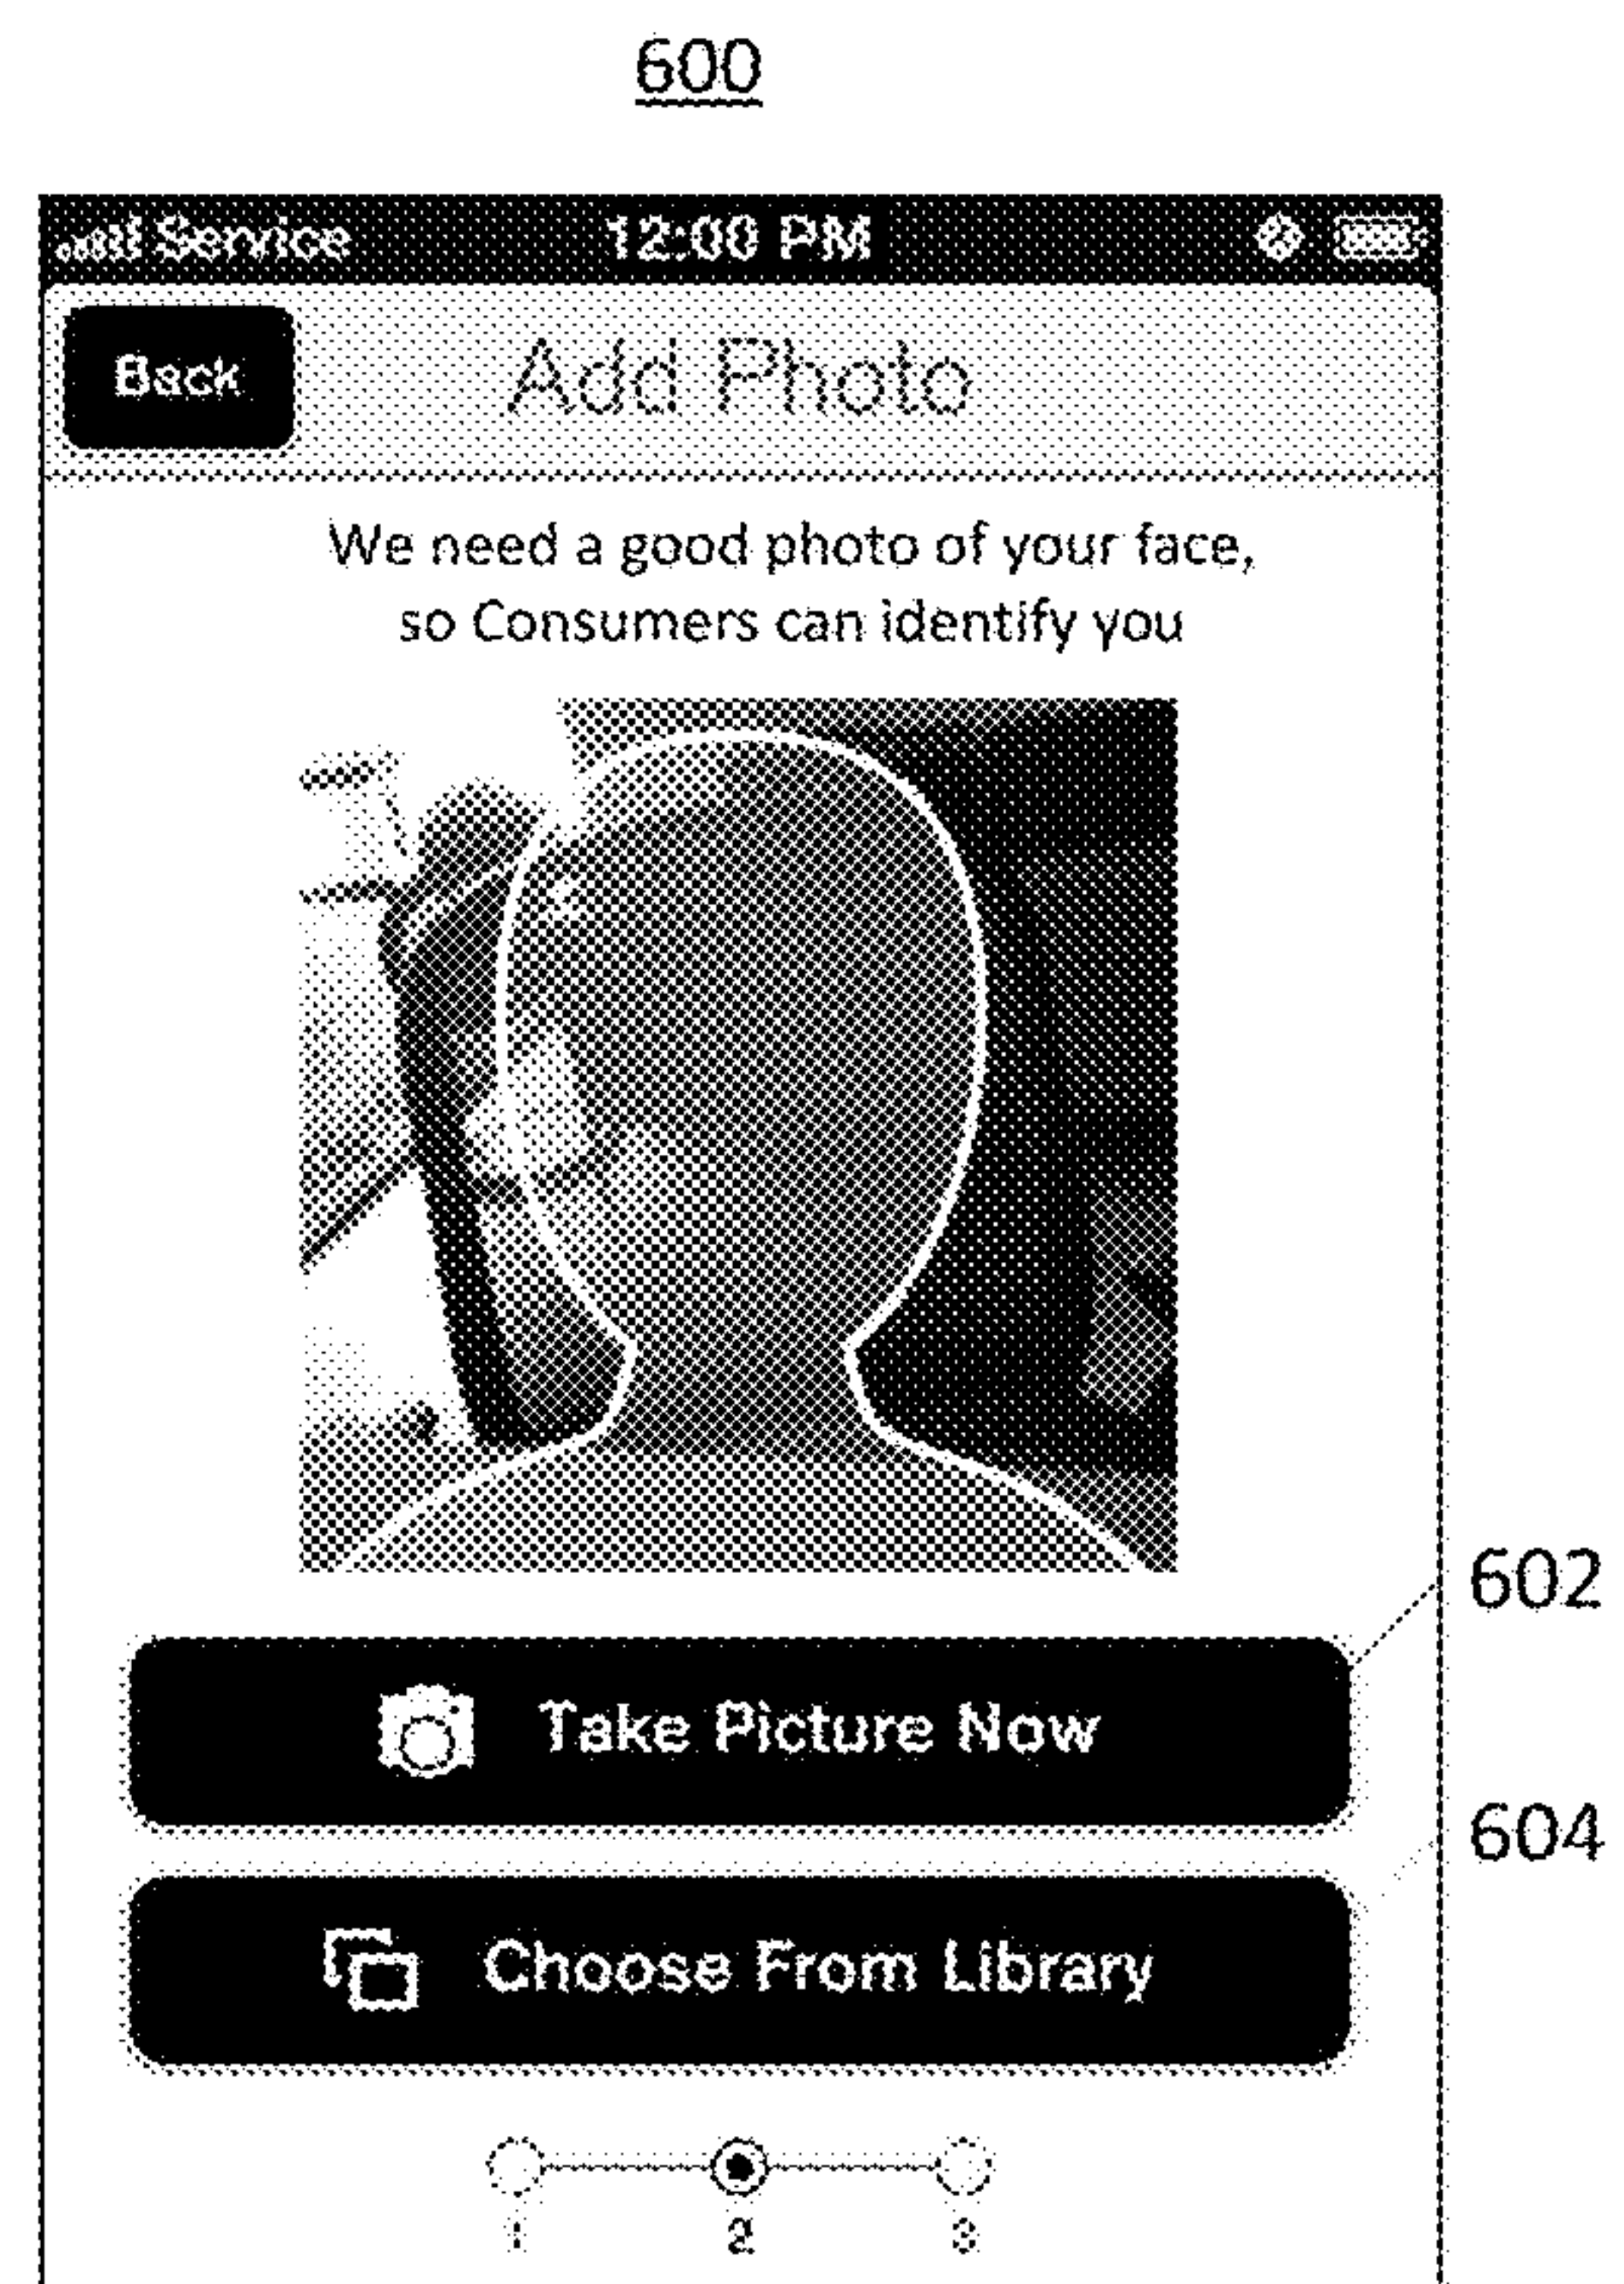 600
Service 12:00 PM
Back Add Photo
We need a good photo of your face,
so Consumers can identify you
602
Take Picture Now
604
Choose From Library
1 2 3